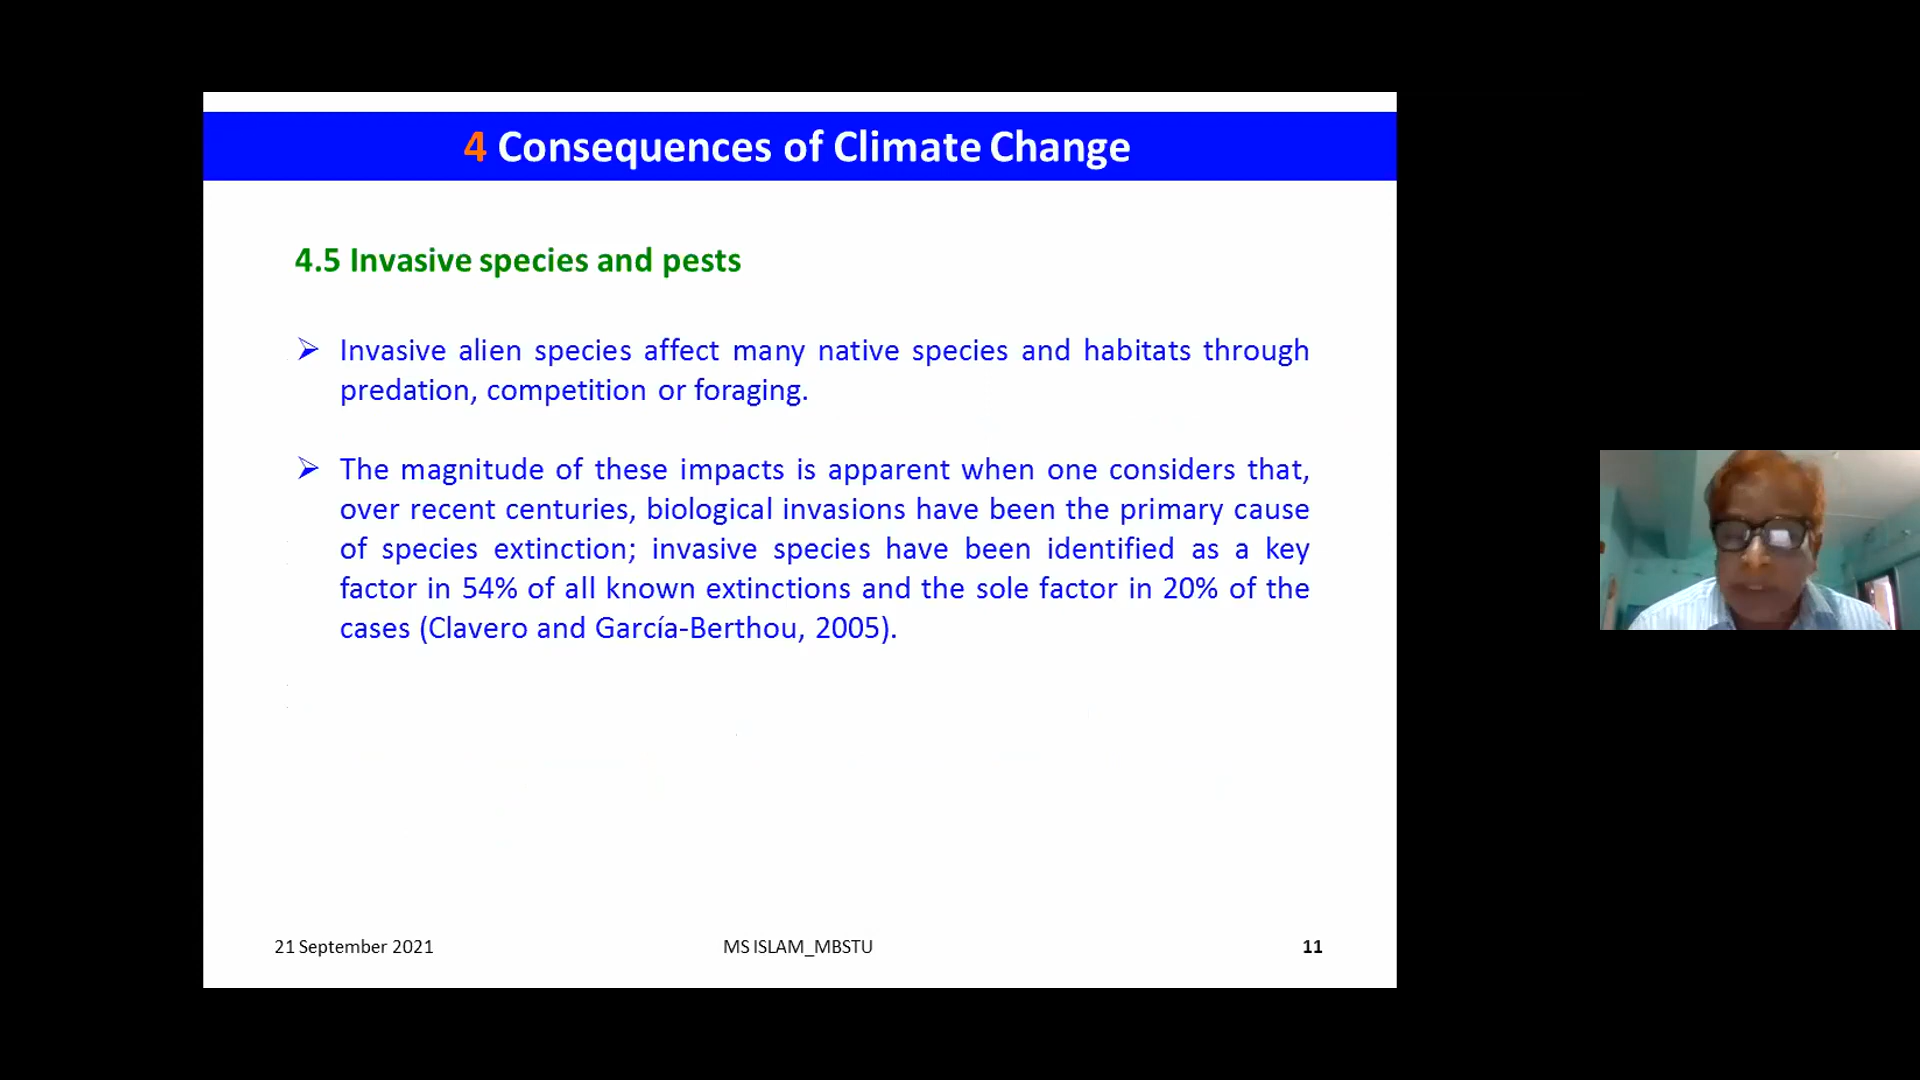 4 Consequences of Climate Change
4.5 Invasive species and pests
➢ Invasive alien species affect many native species and habitats through
predation, competition or foraging.
➢ The magnitude of these impacts is apparent when one considers that,
over recent centuries, biological invasions have been the primary cause
of species extinction; invasive species have been identified as a key
factor in 54% of all known extinctions and the sole factor in 20% of the
cases (Clavero and García-Berthou, 2005).
21 September 2021
MS ISLAM_MBSTU
11